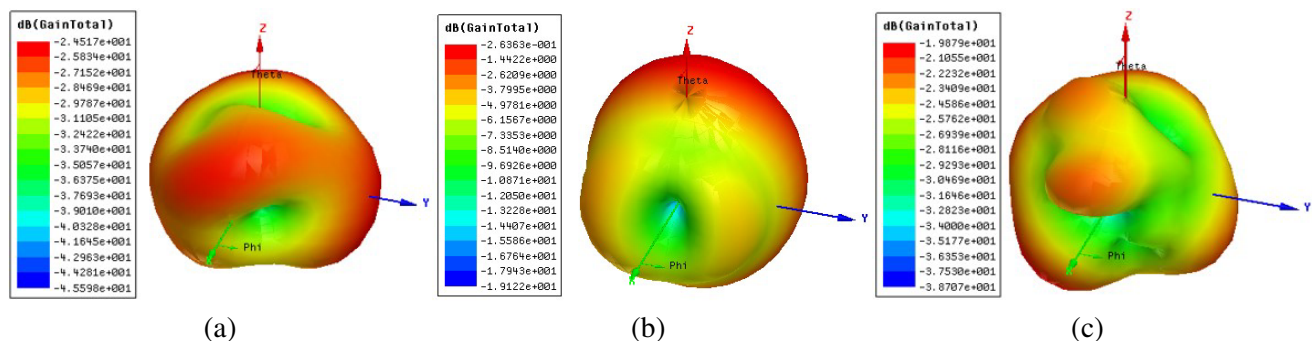 dB(GainTotal)
-2.4517e+001
-2.5834e+001
-2.7152e+001
-2.8469e+001
-2.9787e+001
-3.1105e+001
-3.2422e+001
-3.3740e+001
-3.5057e+001
-3.6375e+001
-3.7693e+001
-3.9010e+001
-4.0328e+001
-4.1645e+001
-4.2963e+001
-4.4281e+001
-4.5598e+001
Z
Theta
Y
Phi
X
(a)
dB(GainTotal)
-2.6363e-001
-1.4422e+000
-2.6209e+000
-3.7995e+000
-4.9781e+000
-6.1567e+000
-7.3353e+000
-8.5140e+000
-9.6926e+000
-1.0871e+001
-1.2050e+001
-1.3228e+001
-1.4407e+001
-1.5586e+001
-1.6764e+001
-1.7943e+001
-1.9122e+001
Z
Theta
Y
Phi
X
(b)
dB(GainTotal)
-1.9879e+001
-2.1055e+001
-2.2232e+001
-2.3409e+001
-2.4586e+001
-2.5762e+001
-2.6939e+001
-2.8116e+001
-2.9293e+001
-3.0469e+001
-3.1646e+001
-3.2823e+001
-3.4000e+001
-3.5177e+001
-3.6353e+001
-3.7530e+001
-3.8707e+001
Z
Theta
Y
Phi
X
(c)